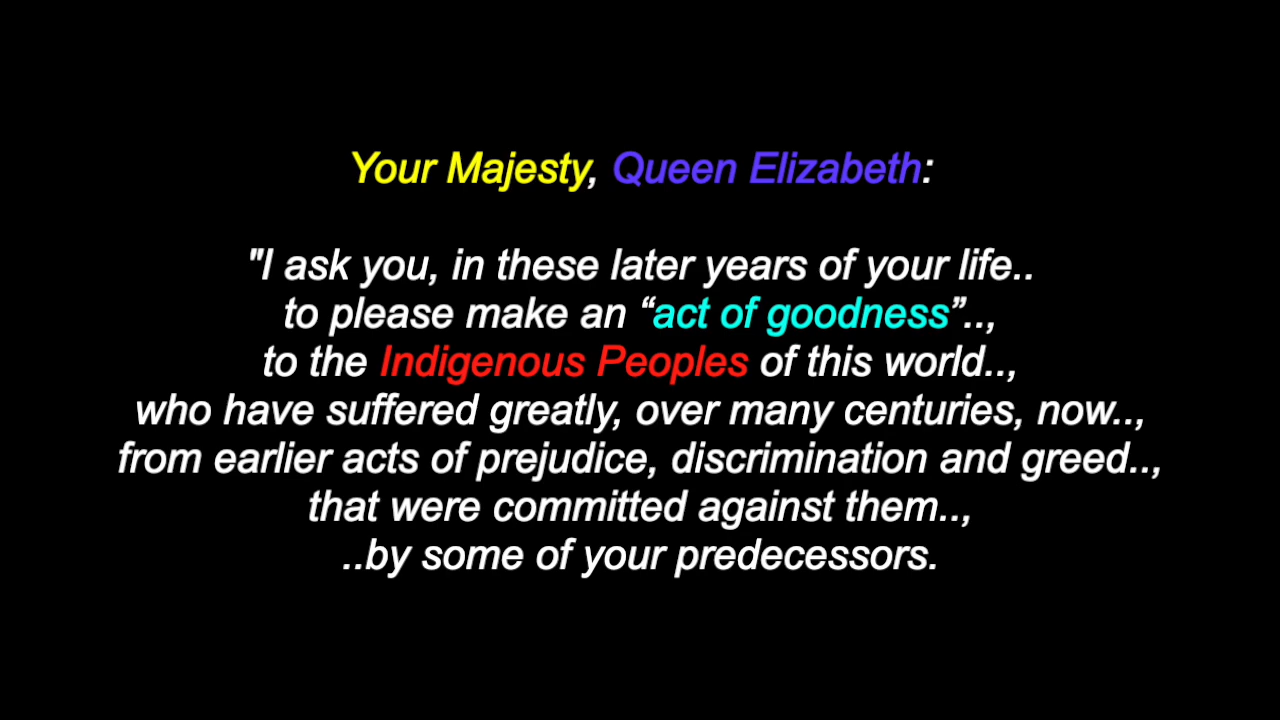 Your Majesty, Queen Elizabeth:
"I ask you, in these later years of your life..
to please make an “act of goodness”..,
to the Indigenous Peoples of this world..,
who have suffered greatly, over many centuries, now..,
from earlier acts of prejudice, discrimination and greed..,
that were committed against them..,
..by some of your predecessors.